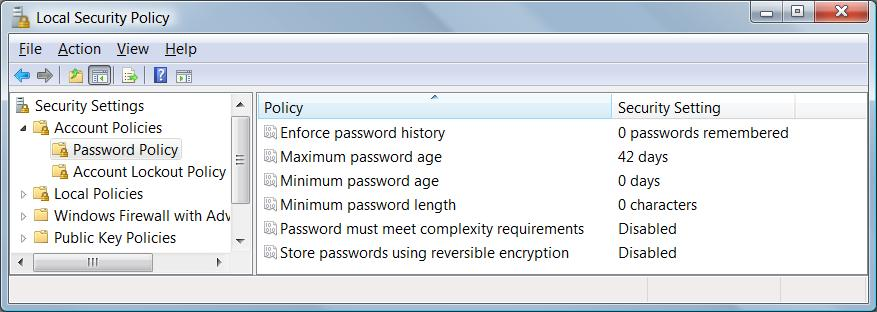 Local Security Policy
File Action View Help
Security Settings
Account Policies
Password Policy
Account Lockout Policy
Local Policies
Windows Firewall with Adv
Public Key Policies
Policy Security Setting
Enforce password history 0 passwords remembered
Maximum password age 42 days
Minimum password age 0 days
Minimum password length 0 characters
Password must meet complexity requirements Disabled
Store passwords using reversible encryption Disabled